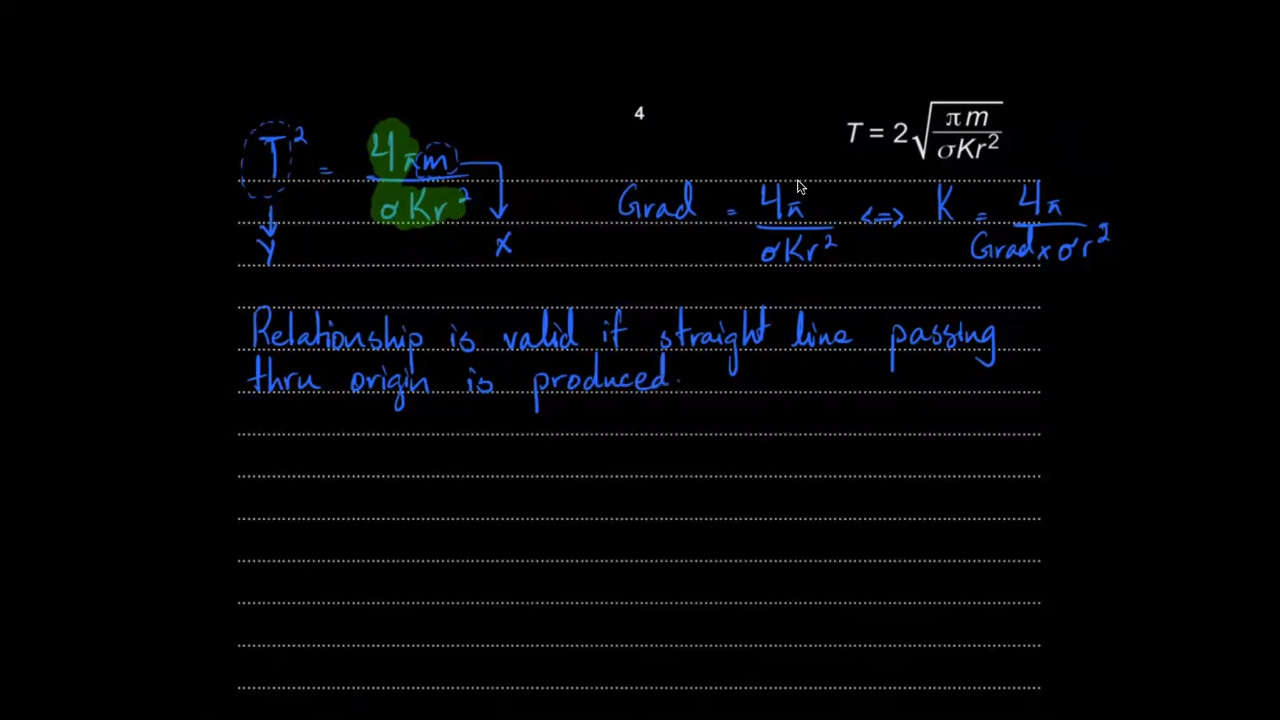 4
T = 2√(πm/σKr²)
T² = 4πm/σKr²
y
x
Grad = 4π/σKr² <=> K = 4π/Grad×σr²
Relationship is valid if straight line passing
thru origin is produced.